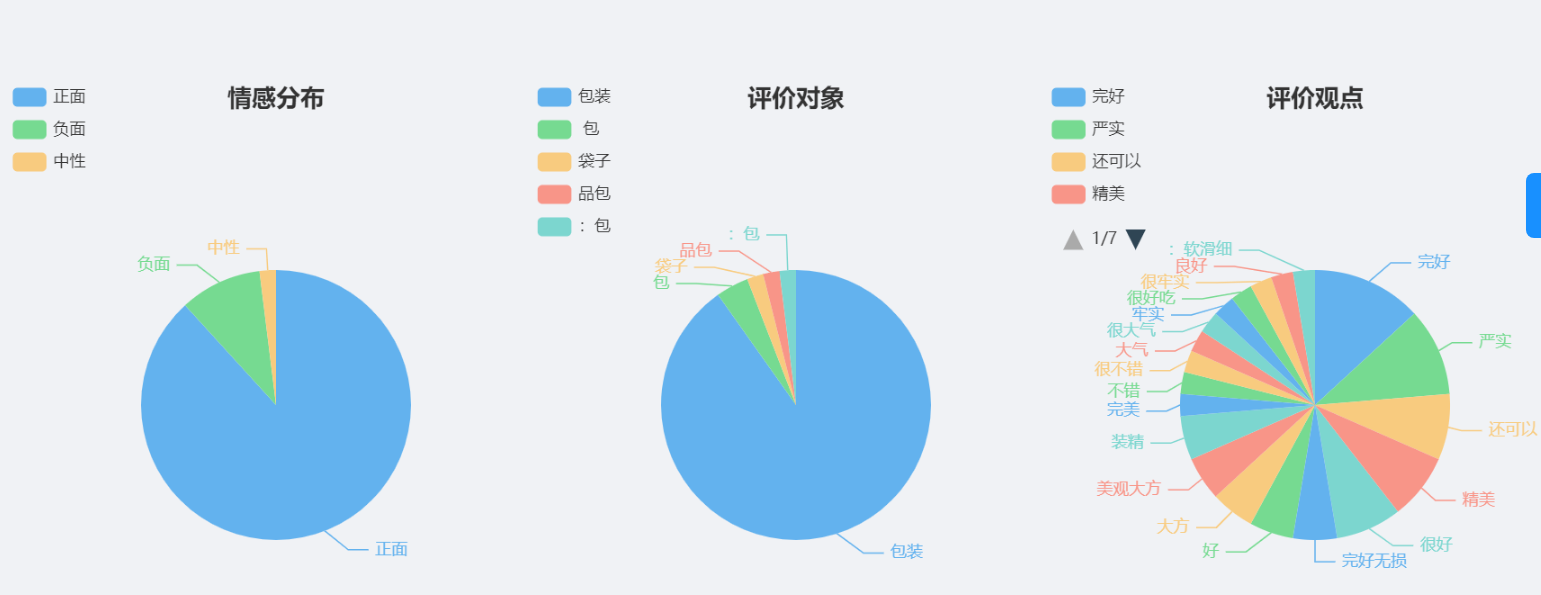 情感分布
正面
负面
中性
中性
负面
正面
评价对象
包装
包
袋子
品包
：包
：包
品包
袋子
包
包装
评价观点
完好
严实
还可以
精美
1/7
：软滑细
良好
很牢实
很好吃
牢实
很大气
大气
很不错
不错
完美
装精
美观大方
大方
好
完好无损
很好
精美
还可以
严实
完好